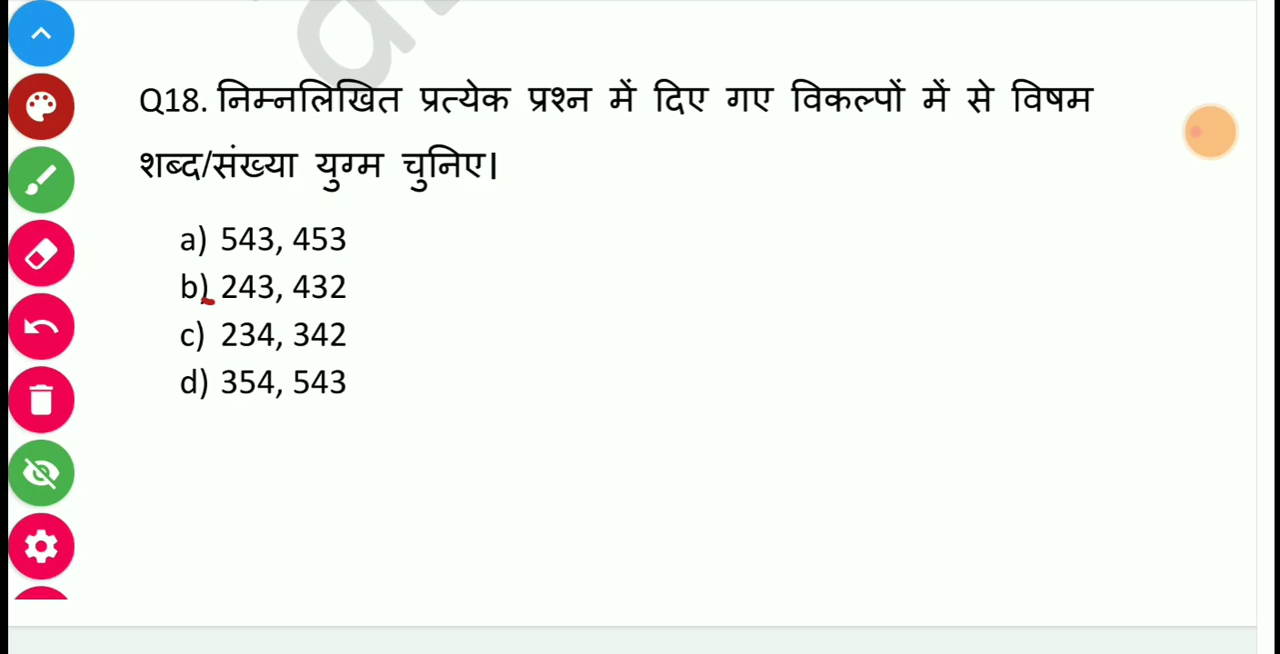 Q18. निम्नलिखित प्रत्येक प्रश्न में दिए गए विकल्पों में से विषम
शब्द/संख्या युग्म चुनिए।
a) 543, 453
b) 243, 432
c) 234, 342
d) 354, 543